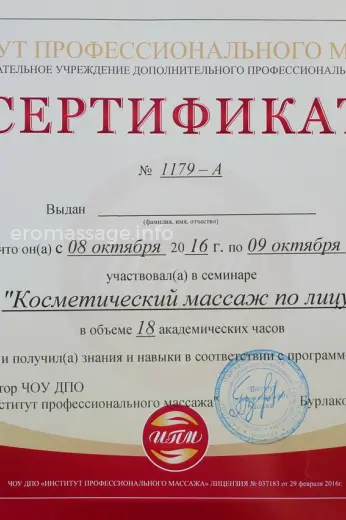 ТУТ ПРОФЕССИОНАЛЬНОГО М
АТЕЛЬНОЕ УЧРЕЖДЕНИЕ ДОПОЛНИТЕЛЬНОГО ПРОФЕССИОНАЛЬ
СЕРТИФИКАТ
№ 1179 – А
Выдан
(фамилия, имя, отчество)
eromassage.info
что он(а) с 08 октября 2016 г. по 09 октября
участвовал(а) в семинаре
"Косметический массаж по лицу
в объеме 18 академических часов
и получил(а) знания и навыки в соответствии с программ
тор ЧОУ ДПО
нститут профессионального массажа"
Бурлако
ИПМ
ЧОУ ДПО «ИНСТИТУТ ПРОФЕССИОНАЛЬНОГО МАССАЖА» ЛИЦЕНЗИЯ № 037183 от 29 февраля 2016г.